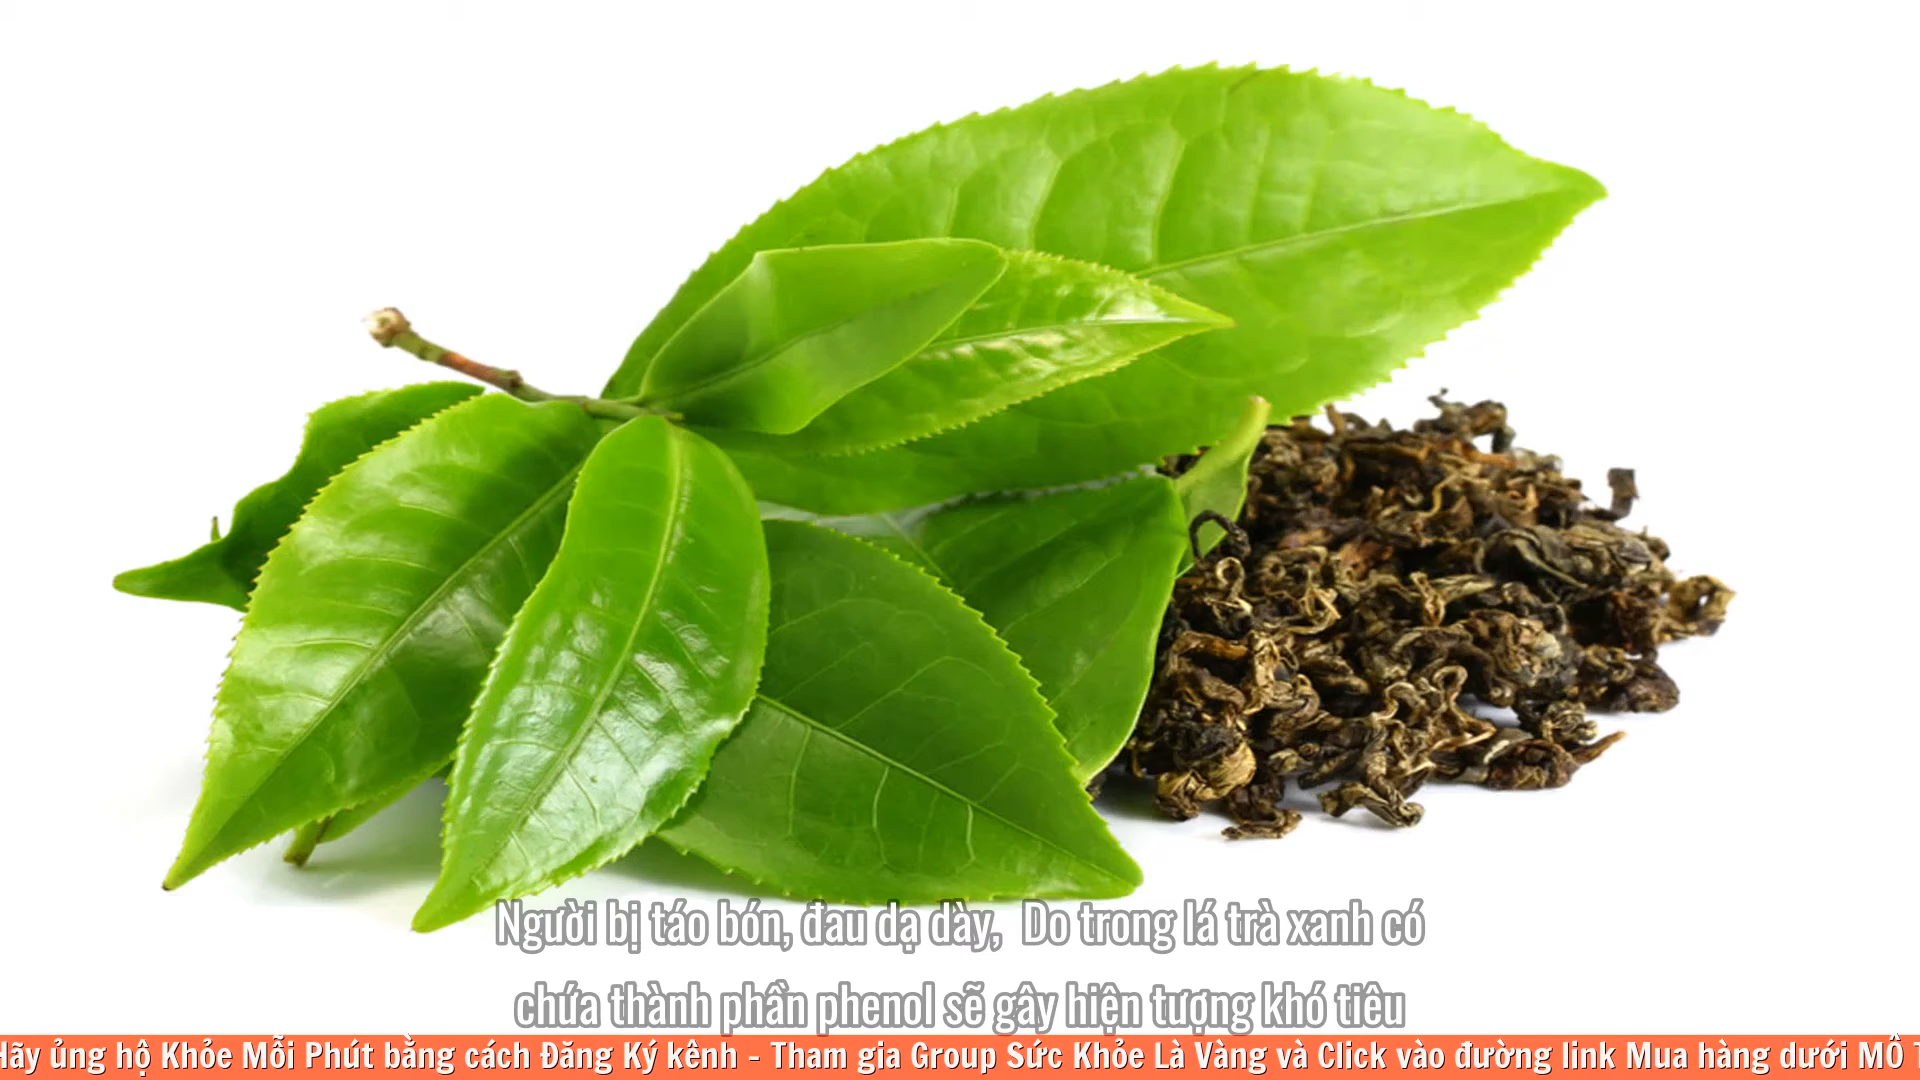 Người bị táo bón, đau dạ dày, Do trong lá trà xanh có
chứa thành phần phenol sẽ gây hiện tượng khó tiêu
Hãy ủng hộ Khỏe Mỗi Phút bằng cách Đăng Ký kênh - Tham gia Group Sức Khỏe Là Vàng và Click vào đường link Mua hàng dưới MÔ